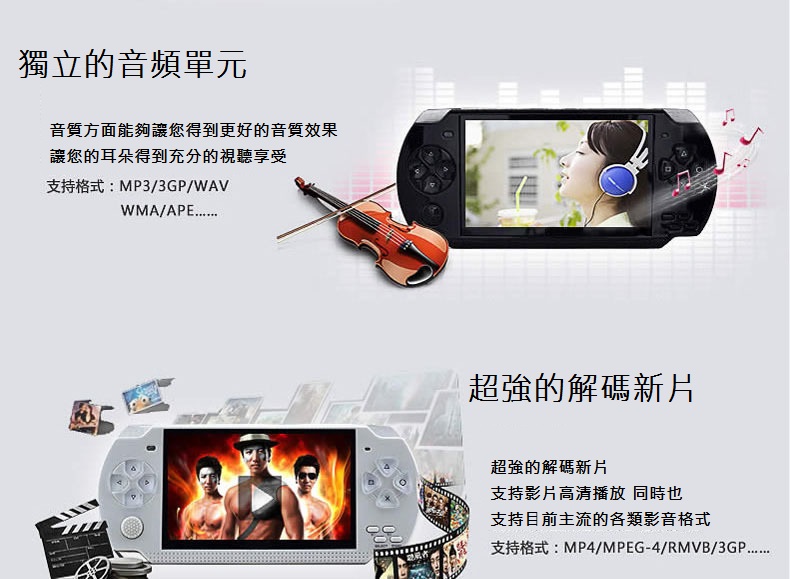 獨立的音頻單元
音質方面能夠讓您得到更好的音質效果
讓您的耳朵得到充分的視聽享受
支持格式：MP3/3GP/WAV
WMA/APE......
超強的解碼新片
超強的解碼新片
支持影片高清播放 同時也
支持目前主流的各類影音格式
支持格式：MP4/MPEG-4/RMVB/3GP......